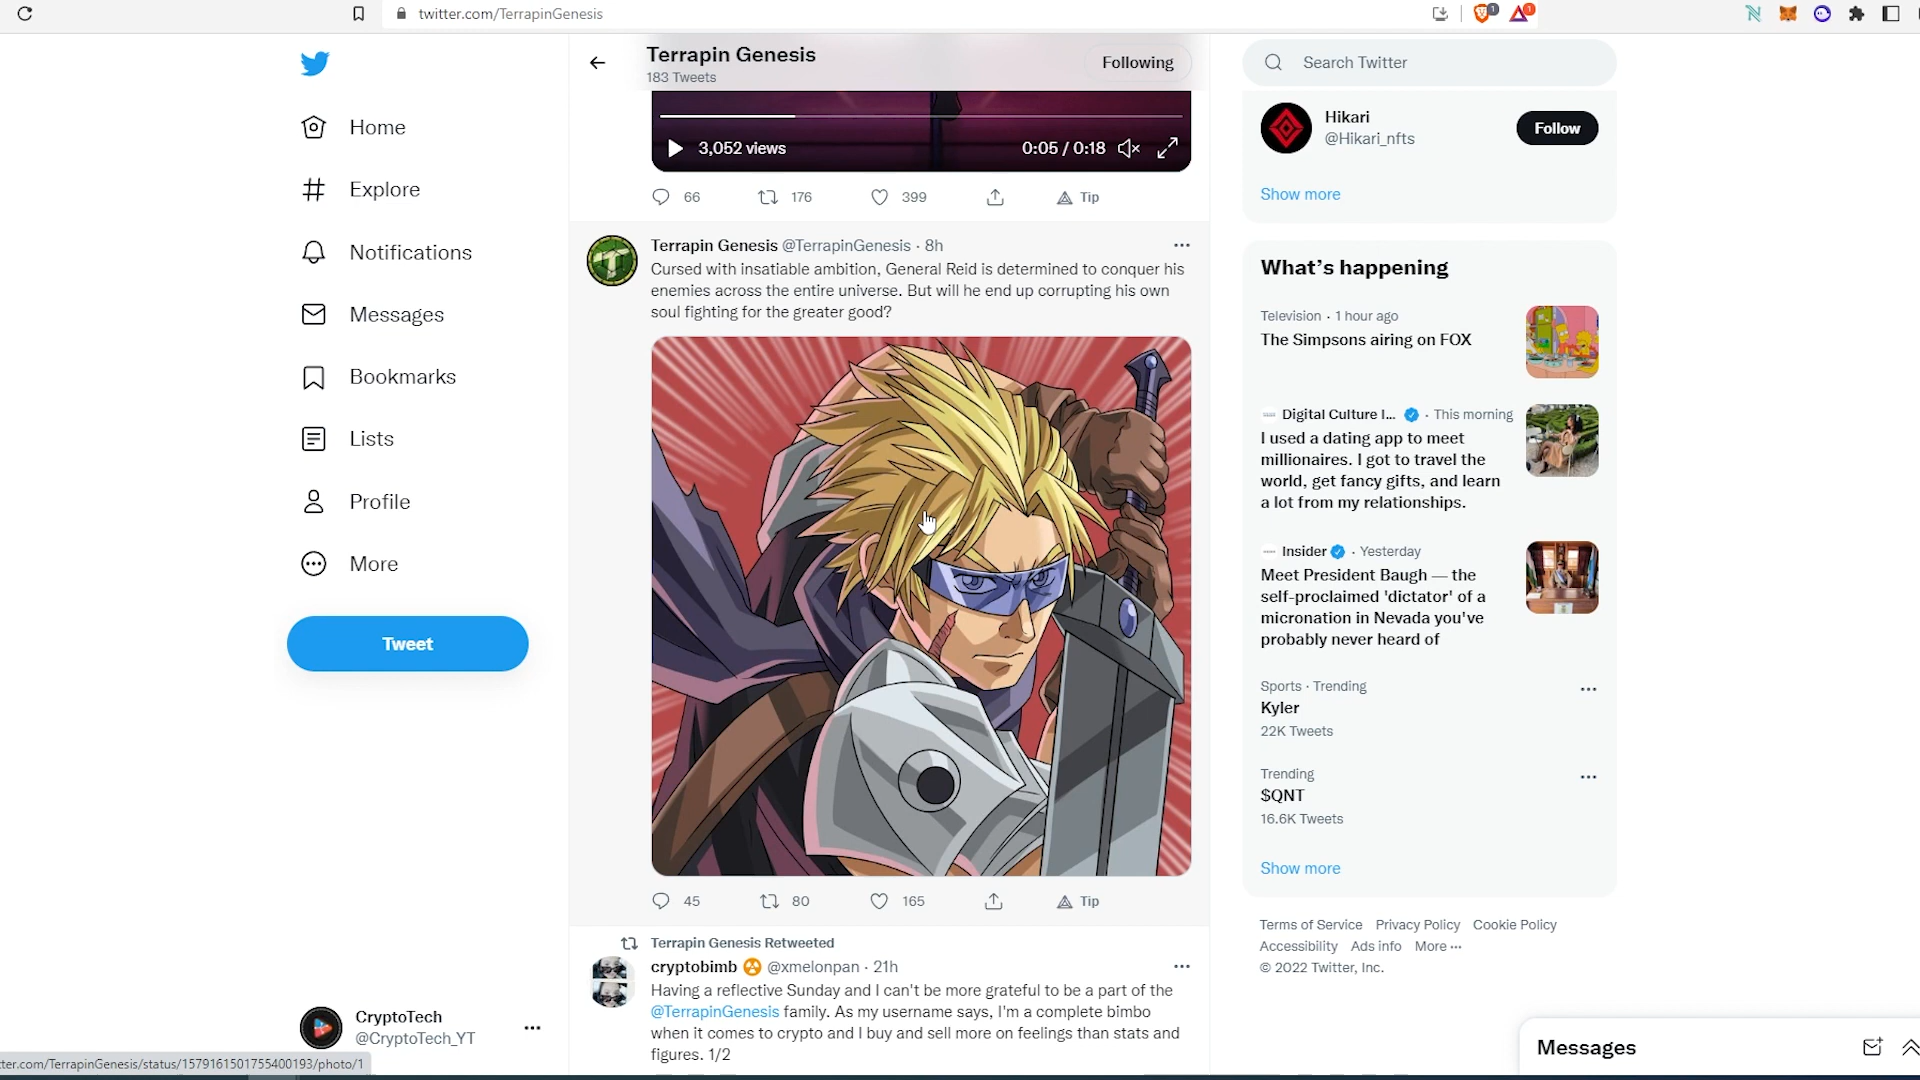 twitter.com/TerrapinGenesis
1
1
Home
Explore
Notifications
Messages
Bookmarks
Lists
Profile
More
Tweet
CryptoTech
@CryptoTech_YT
tter.com/TerrapinGenesis/status/1579161501755400193/photo/1
Terrapin Genesis
183 Tweets
Following
3,052 views
0:05 / 0:18
66
176
399
Tip
Terrapin Genesis @TerrapinGenesis · 8h
Cursed with insatiable ambition, General Reid is determined to conquer his
enemies across the entire universe. But will he end up corrupting his own
soul fighting for the greater good?
45
80
165
Tip
Terrapin Genesis Retweeted
cryptobimb @xmelonpan · 21h
Having a reflective Sunday and I can't be more grateful to be a part of the
@TerrapinGenesis family. As my username says, I'm a complete bimbo
when it comes to crypto and I buy and sell more on feelings than stats and
figures. 1/2
Search Twitter
Hikari
@Hikari_nfts
Follow
Show more
What's happening
Television · 1 hour ago
The Simpsons airing on FOX
Digital Culture I... · This morning
I used a dating app to meet
millionaires. I got to travel the
world, get fancy gifts, and learn
a lot from my relationships.
Insider · Yesterday
Meet President Baugh — the
self-proclaimed 'dictator' of a
micronation in Nevada you've
probably never heard of
Sports · Trending
Kyler
22K Tweets
Trending
$QNT
16.6K Tweets
Show more
Terms of Service Privacy Policy Cookie Policy
Accessibility Ads info More ···
© 2022 Twitter, Inc.
Messages